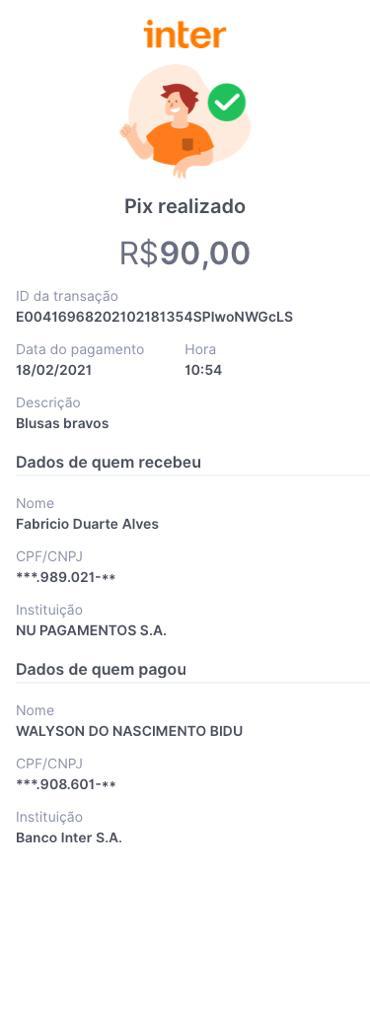 inter
Pix realizado
R$90,00
ID da transação
E00416968202102181354SPIwoNWGcLS
Data do pagamento Hora
18/02/2021 10:54
Descrição
Blusas bravos
Dados de quem recebeu
Nome
Fabricio Duarte Alves
CPF/CNPJ
***.989.021-**
Instituição
NU PAGAMENTOS S.A.
Dados de quem pagou
Nome
WALYSON DO NASCIMENTO BIDU
CPF/CNPJ
***.908.601-**
Instituição
Banco Inter S.A.